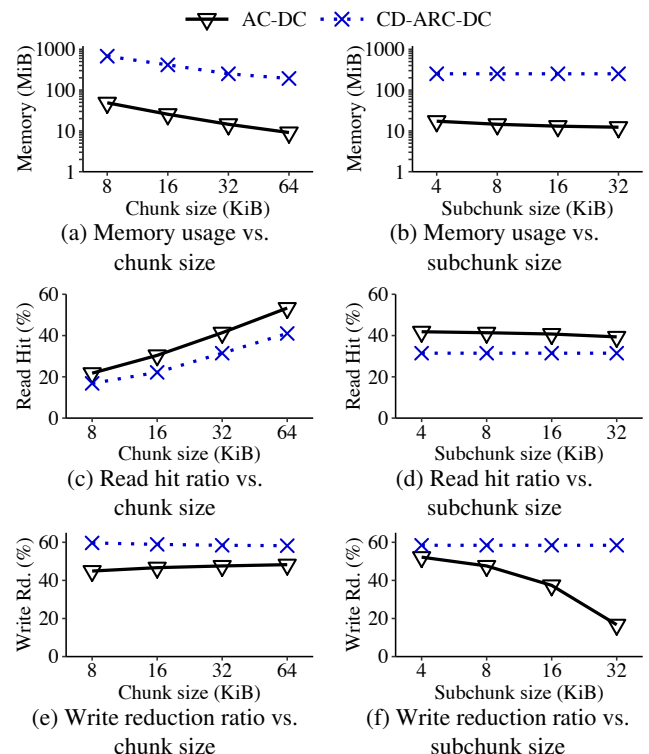 AC-DC CD-ARC-DC
Memory (MiB)
1000
100
10
1
8 16 32 64
Chunk size (KiB)
(a) Memory usage vs.
chunk size
Memory (MiB)
1000
100
10
1
4 8 16 32
Subchunk size (KiB)
(b) Memory usage vs.
subchunk size
Read Hit (%)
60
40
20
0
8 16 32 64
Chunk size (KiB)
(c) Read hit ratio vs.
chunk size
Read Hit (%)
60
40
20
0
4 8 16 32
Subchunk size (KiB)
(d) Read hit ratio vs.
subchunk size
Write Rd. (%)
60
40
20
0
8 16 32 64
Chunk size (KiB)
(e) Write reduction ratio vs.
chunk size
Write Rd. (%)
60
40
20
0
4 8 16 32
Subchunk size (KiB)
(f) Write reduction ratio vs.
subchunk size